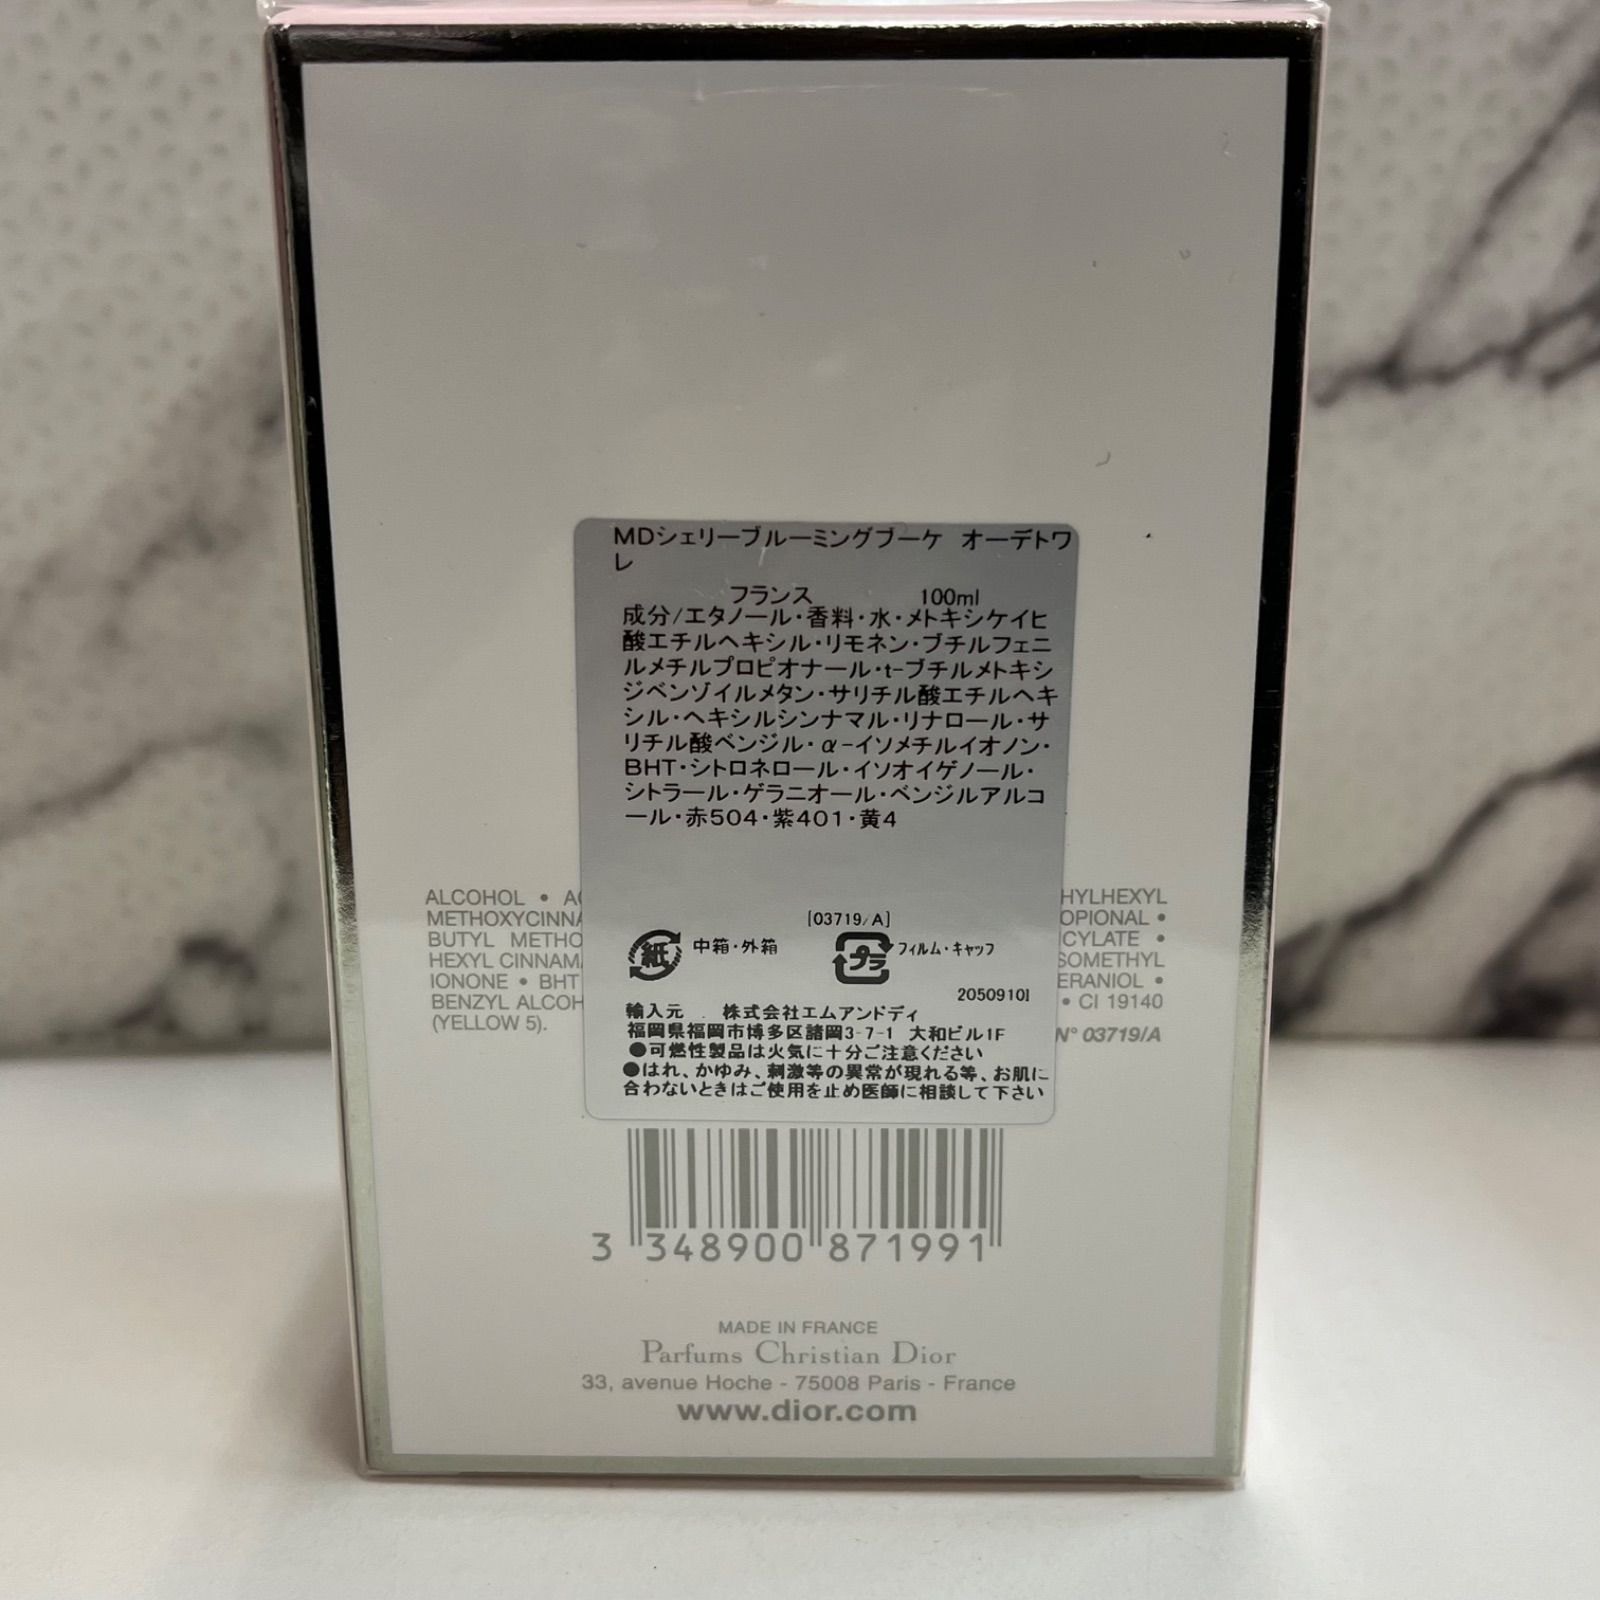 MDシェリーブルーミングブーケ オーデトワ
レ
フランス 100ml
成分/エタノール・香料・水・メトキシケイヒ
酸エチルヘキシル・リモネン・ブチルフェニ
ルメチルプロピオナール・t-ブチルメトキシ
ジベンゾイルメタン・サリチル酸エチルヘキ
シル・ヘキシルシンナマル・リナロール・サ
リチル酸ベンジル・α-イソメチルイオノン・
BHT・シトロネロール・イソオイゲノール・
シトラール・ゲラニオール・ベンジルアルコ
ール・赤504・紫401・黄4
[03719/A]
紙 中箱・外箱 プラ フィルム・キャップ
2050910I
輸入元 . 株式会社エムアンドディ
福岡県福岡市博多区諸岡3-7-1 大和ビル1F
●可燃性製品は火気に十分ご注意ください
●はれ、かゆみ、刺激等の異常が現れる等、お肌に
合わないときはご使用を止め医師に相談して下さい
ALCOHOL • A HYLHEXYL
METHOXYCINNA OPIONAL •
BUTYL METHO CYLATE •
HEXYL CINNAM SOMETHYL
IONONE • BHT ERANIOL •
BENZYL ALCOH • CI 19140
(YELLOW 5). N° 03719/A
3 348900 871991
MADE IN FRANCE
Parfums Christian Dior
33, avenue Hoche - 75008 Paris - France
www.dior.com